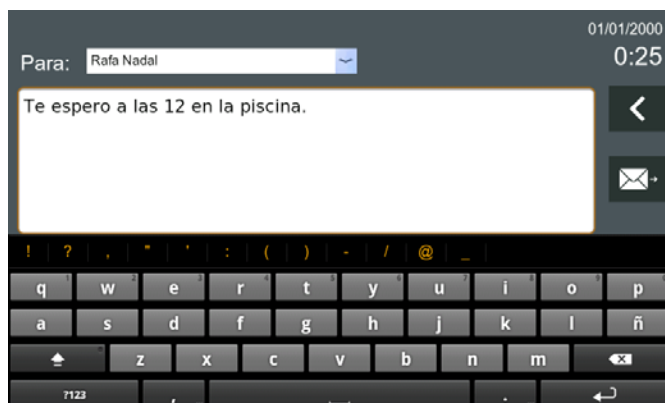 01/01/2000
Para: Rafa Nadal
0:25
Te espero a las 12 en la piscina.
! ? , " ' : ( ) - / @ _
q w e r t y u i o p
a s d f g h j k l ñ
z x c v b n m
?123 , .